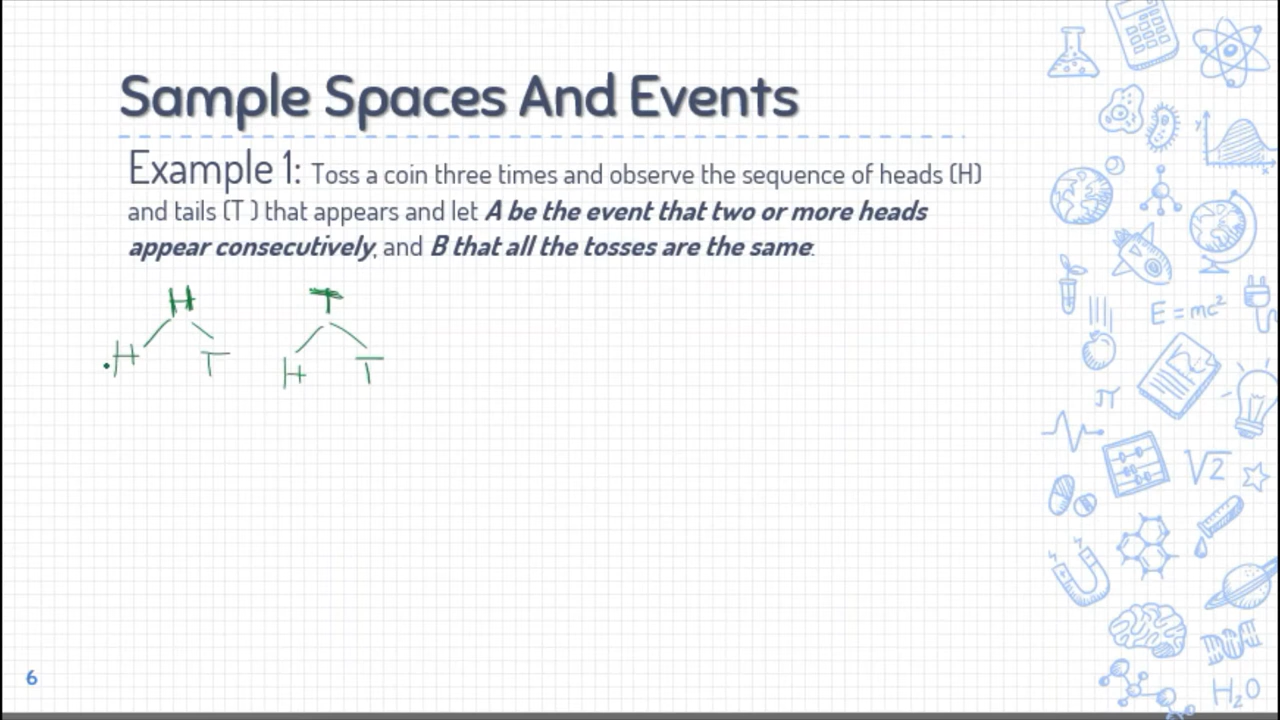 Sample Spaces And Events
Example 1: Toss a coin three times and observe the sequence of heads (H)
and tails (T ) that appears and let A be the event that two or more heads
appear consecutively, and B that all the tosses are the same.
H T
H T H T
y
x
E = mc²
π
√2
H₂O
6